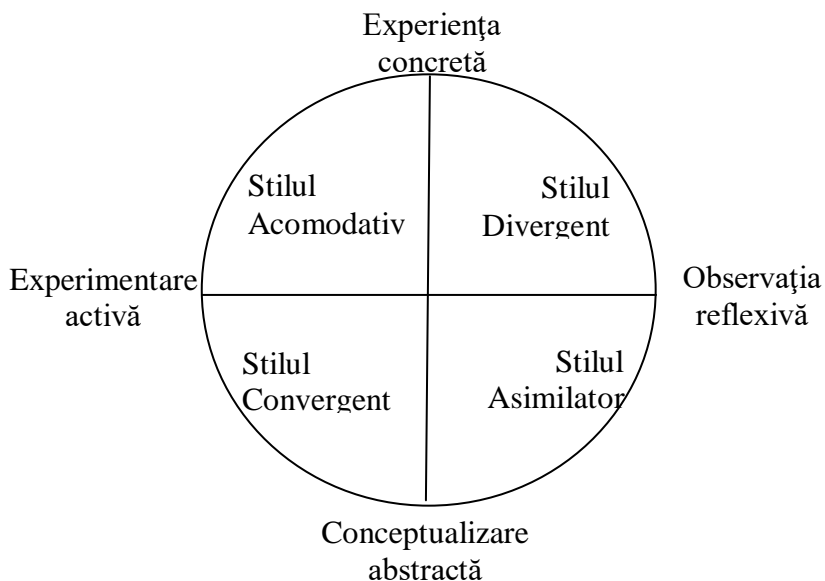 Experienţa
concretă
Stilul
Acomodativ
Stilul
Divergent
Experimentare
activă
Observaţia
reflexivă
Stilul
Convergent
Stilul
Asimilator
Conceptualizare
abstractă